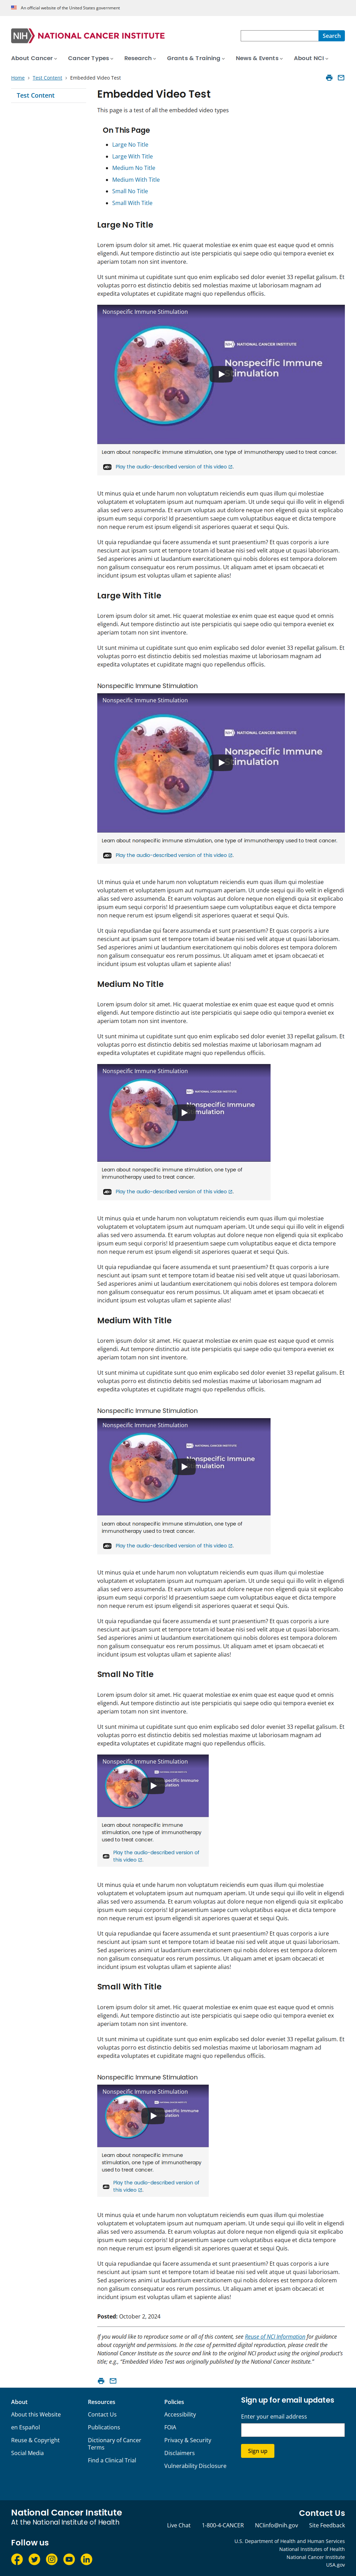 An official website of the United States government
NIH NATIONAL CANCER INSTITUTE
Search
About Cancer
Cancer Types
Research
Grants & Training
News & Events
About NCI
Home
Test Content
Embedded Video Test
Test Content
Embedded Video Test
This page is a test of all the embedded video types
On This Page
Large No Title
Large With Title
Medium No Title
Medium With Title
Small No Title
Small With Title
Large No Title
Lorem ipsum dolor sit amet. Hic quaerat molestiae ex enim quae est eaque quod et omnis
eligendi. Aut tempore distinctio aut iste perspiciatis qui saepe odio qui tempora eveniet ex
aperiam totam non sint inventore.
Ut sunt minima ut cupiditate sunt quo enim explicabo sed dolor eveniet 33 repellat galisum. Et
voluptas porro est distinctio debitis sed molestias maxime ut laboriosam magnam ad
expedita voluptates et cupiditate magni quo repellendus officiis.
Nonspecific Immune Stimulation
NIH NATIONAL CANCER INSTITUTE
Nonspecific Immune
Stimulation
Learn about nonspecific immune stimulation, one type of immunotherapy used to treat cancer.
Play the audio-described version of this video.
Ut minus quia et unde harum non voluptatum reiciendis eum quas illum qui molestiae
voluptatem et voluptatem ipsum aut numquam aperiam. Ut unde sequi qui illo velit in eligendi
alias sed vero assumenda. Et earum voluptas aut dolore neque non eligendi quia sit explicabo
ipsum eum sequi corporis! Id praesentium saepe cum voluptatibus eaque et dicta tempore
non neque rerum est ipsum eligendi sit asperiores quaerat et sequi Quis.
Ut quia repudiandae qui facere assumenda et sunt praesentium? Et quas corporis a iure
nesciunt aut ipsam sint et tempore totam id beatae nisi sed velit quasi laboriosam.
Sed asperiores animi ut laudantium exercitationem qui nobis dolores est tempora dolorem
non galisum consequatur eos rerum possimus. Ut aliquam amet et ipsam obcaecati et
incidunt ipsum eius voluptatem ullam et sapiente alias!
Large With Title
Lorem ipsum dolor sit amet. Hic quaerat molestiae ex enim quae est eaque quod et omnis
eligendi. Aut tempore distinctio aut iste perspiciatis qui saepe odio qui tempora eveniet ex
aperiam totam non sint inventore.
Ut sunt minima ut cupiditate sunt quo enim explicabo sed dolor eveniet 33 repellat galisum. Et
voluptas porro est distinctio debitis sed molestias maxime ut laboriosam magnam ad
expedita voluptates et cupiditate magni quo repellendus officiis.
Nonspecific Immune Stimulation
Nonspecific Immune Stimulation
NIH NATIONAL CANCER INSTITUTE
Nonspecific Immune
Stimulation
Learn about nonspecific immune stimulation, one type of immunotherapy used to treat cancer.
Play the audio-described version of this video.
Ut minus quia et unde harum non voluptatum reiciendis eum quas illum qui molestiae
voluptatem et voluptatem ipsum aut numquam aperiam. Ut unde sequi qui illo velit in eligendi
alias sed vero assumenda. Et earum voluptas aut dolore neque non eligendi quia sit explicabo
ipsum eum sequi corporis! Id praesentium saepe cum voluptatibus eaque et dicta tempore
non neque rerum est ipsum eligendi sit asperiores quaerat et sequi Quis.
Ut quia repudiandae qui facere assumenda et sunt praesentium? Et quas corporis a iure
nesciunt aut ipsam sint et tempore totam id beatae nisi sed velit ut quasi laboriosam.
Sed asperiores animi ut laudantium exercitationem qui nobis dolores est tempora dolorem
non galisum consequatur eos rerum possimus. Ut aliquam amet et ipsam obcaecati et
incidunt ipsum eius voluptatem ullam et sapiente alias!
Medium No Title
Lorem ipsum dolor sit amet. Hic quaerat molestiae ex enim quae est eaque quod et omnis
eligendi. Aut tempore distinctio aut iste perspiciatis qui saepe odio qui tempora eveniet ex
aperiam totam non sint inventore.
Ut sunt minima ut cupiditate sunt quo enim explicabo sed dolor eveniet 33 repellat galisum. Et
voluptas porro est distinctio debitis sed molestias maxime ut laboriosam magnam ad
expedita voluptates et cupiditate magni quo repellendus officiis.
Nonspecific Immune Stimulation
NIH NATIONAL CANCER INSTITUTE
Nonspecific Immune
Stimulation
Learn about nonspecific immune stimulation, one type of
immunotherapy used to treat cancer.
Play the audio-described version of this video.
Ut minus quia et unde harum non voluptatum reiciendis eum quas illum qui molestiae
voluptatem et voluptatem ipsum aut numquam aperiam. Ut unde sequi qui illo velit in eligendi
alias sed vero assumenda. Et earum voluptas aut dolore neque non eligendi quia sit explicabo
ipsum eum sequi corporis! Id praesentium saepe cum voluptatibus eaque et dicta tempore
non neque rerum est ipsum eligendi sit asperiores quaerat et sequi Quis.
Ut quia repudiandae qui facere assumenda et sunt praesentium? Et quas corporis a iure
nesciunt aut ipsam sint et tempore totam id beatae nisi sed velit ut quasi laboriosam.
Sed asperiores animi ut laudantium exercitationem qui nobis dolores est tempora dolorem
non galisum consequatur eos rerum possimus. Ut aliquam amet et ipsam obcaecati et
incidunt ipsum eius voluptatem ullam et sapiente alias!
Medium With Title
Lorem ipsum dolor sit amet. Hic quaerat molestiae ex enim quae est eaque quod et omnis
eligendi. Aut tempore distinctio aut iste perspiciatis qui saepe odio qui tempora eveniet ex
aperiam totam non sint inventore.
Ut sunt minima ut cupiditate sunt quo enim explicabo sed dolor eveniet 33 repellat galisum. Et
voluptas porro est distinctio debitis sed molestias maxime ut laboriosam magnam ad
expedita voluptates et cupiditate magni quo repellendus officiis.
Nonspecific Immune Stimulation
Nonspecific Immune Stimulation
NIH NATIONAL CANCER INSTITUTE
Nonspecific Immune
Stimulation
Learn about nonspecific immune stimulation, one type of
immunotherapy used to treat cancer.
Play the audio-described version of this video.
Ut minus quia et unde harum non voluptatum reiciendis eum quas illum qui molestiae
voluptatem et voluptatem ipsum aut numquam aperiam. Ut unde sequi qui illo velit in eligendi
alias sed vero assumenda. Et earum voluptas aut dolore neque non eligendi quia sit explicabo
ipsum eum sequi corporis! Id praesentium saepe cum voluptatibus eaque et dicta tempore
non neque rerum est ipsum eligendi sit asperiores quaerat et sequi Quis.
Ut quia repudiandae qui facere assumenda et sunt praesentium? Et quas corporis a iure
nesciunt aut ipsam sint et tempore totam id beatae nisi sed velit ut quasi laboriosam.
Sed asperiores animi ut laudantium exercitationem qui nobis dolores est tempora dolorem
non galisum consequatur eos rerum possimus. Ut aliquam amet et ipsam obcaecati et
incidunt ipsum eius voluptatem ullam et sapiente alias!
Small No Title
Lorem ipsum dolor sit amet. Hic quaerat molestiae ex enim quae est eaque quod et omnis
eligendi. Aut tempore distinctio aut iste perspiciatis qui saepe odio qui tempora eveniet ex
aperiam totam non sint inventore.
Ut sunt minima ut cupiditate sunt quo enim explicabo sed dolor eveniet 33 repellat galisum. Et
voluptas porro est distinctio debitis sed molestias maxime ut laboriosam magnam ad
expedita voluptates et cupiditate magni quo repellendus officiis.
Nonspecific Immune Stimulation
Nonspecific Immune
Stimulation
Learn about nonspecific immune
stimulation, one type of immunotherapy
used to treat cancer.
Play the audio-described version of
this video.
Ut minus quia et unde harum non voluptatum reiciendis eum quas illum qui molestiae
voluptatem et voluptatem ipsum aut numquam aperiam. Ut unde sequi qui illo velit in eligendi
alias sed vero assumenda. Et earum voluptas aut dolore neque non eligendi quia sit explicabo
ipsum eum sequi corporis! Id praesentium saepe cum voluptatibus eaque et dicta tempore
non neque rerum est ipsum eligendi sit asperiores quaerat et sequi Quis.
Ut quia repudiandae qui facere assumenda et sunt praesentium? Et quas corporis a iure
nesciunt aut ipsam sint et tempore totam id beatae nisi sed velit ut quasi laboriosam.
Sed asperiores animi ut laudantium exercitationem qui nobis dolores est tempora dolorem
non galisum consequatur eos rerum possimus. Ut aliquam amet et ipsam obcaecati et
incidunt ipsum eius voluptatem ullam et sapiente alias!
Small With Title
Lorem ipsum dolor sit amet. Hic quaerat molestiae ex enim quae est eaque quod et omnis
eligendi. Aut tempore distinctio aut iste perspiciatis qui saepe odio qui tempora eveniet ex
aperiam totam non sint inventore.
Ut sunt minima ut cupiditate sunt quo enim explicabo sed dolor eveniet 33 repellat galisum. Et
voluptas porro est distinctio debitis sed molestias maxime ut laboriosam magnam ad
expedita voluptates et cupiditate magni quo repellendus officiis.
Nonspecific Immune Stimulation
Nonspecific Immune Stimulation
Nonspecific Immune
Stimulation
Learn about nonspecific immune
stimulation, one type of immunotherapy
used to treat cancer.
Play the audio-described version of
this video.
Ut minus quia et unde harum non voluptatum reiciendis eum quas illum qui molestiae
voluptatem et voluptatem ipsum aut numquam aperiam. Ut unde sequi qui illo velit in eligendi
alias sed vero assumenda. Et earum voluptas aut dolore neque non eligendi quia sit explicabo
ipsum eum sequi corporis! Id praesentium saepe cum voluptatibus eaque et dicta tempore
non neque rerum est ipsum eligendi sit asperiores quaerat et sequi Quis.
Ut quia repudiandae qui facere assumenda et sunt praesentium? Et quas corporis a iure
nesciunt aut ipsam sint et tempore totam id beatae nisi sed velit ut quasi laboriosam.
Sed asperiores animi ut laudantium exercitationem qui nobis dolores est tempora dolorem
non galisum consequatur eos rerum possimus. Ut aliquam amet et ipsam obcaecati et
incidunt ipsum eius voluptatem ullam et sapiente alias!
Posted: October 2, 2024
If you would like to reproduce some or all of this content, see Reuse of NCI Information for guidance
about copyright and permissions. In the case of permitted digital reproduction, please credit the
National Cancer Institute as the source and link to the original NCI product using the original product's
title; e.g., "Embedded Video Test was originally published by the National Cancer Institute."
About
About this Website
en Español
Reuse & Copyright
Social Media
Resources
Contact Us
Publications
Dictionary of Cancer
Terms
Find a Clinical Trial
Policies
Accessibility
FOIA
Privacy & Security
Disclaimers
Vulnerability Disclosure
Sign up for email updates
Enter your email address
Sign up
National Cancer Institute
At the National Institutes of Health
Contact Us
Live Chat
1-800-4-CANCER
NCIinfo@nih.gov
Site Feedback
Follow us
U.S. Department of Health and Human Services
National Institutes of Health
National Cancer Institute
USA.gov